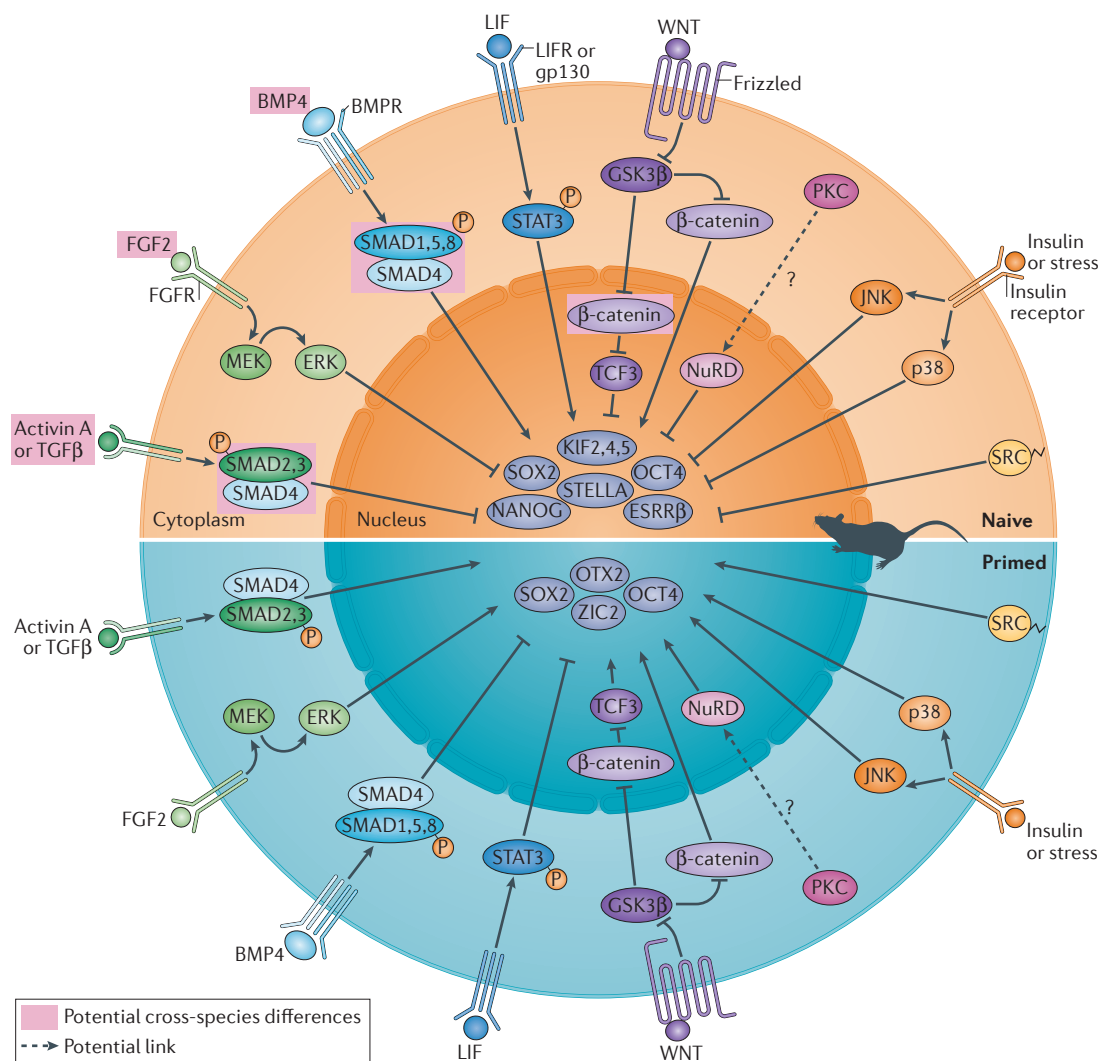 LIF
WNT
LIFR or
gp130
Frizzled
BMP4
BMPR
GSK3β
PKC
P
STAT3
β-catenin
P
SMAD1,5,8
SMAD4
FGF2
FGFR
Insulin
or stress
?
JNK
Insulin
receptor
β-catenin
MEK
ERK
TCF3
NuRD
p38
Activin A
or TGFβ
P
SMAD2,3
SMAD4
KIF2,4,5
SOX2
OCT4
STELLA
NANOG
ESRRβ
SRC
Cytoplasm
Nucleus
Naive
Primed
SMAD4
SMAD2,3
P
Activin A
or TGFβ
OTX2
SOX2
OCT4
ZIC2
SRC
MEK
ERK
TCF3
NuRD
p38
β-catenin
JNK
FGF2
SMAD4
SMAD1,5,8
P
?
Insulin
or stress
STAT3
P
β-catenin
GSK3β
PKC
BMP4
LIF
WNT
Potential cross-species differences
Potential link